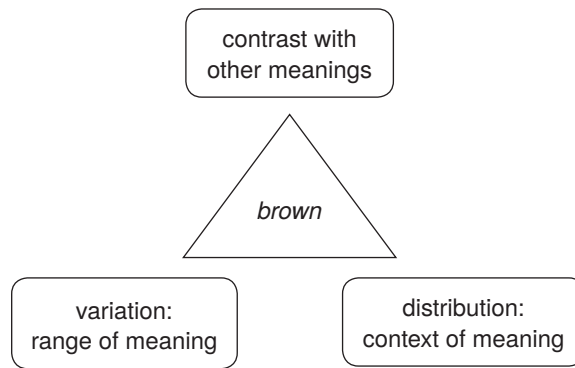 contrast with
other meanings
brown
variation:
range of meaning
distribution:
context of meaning